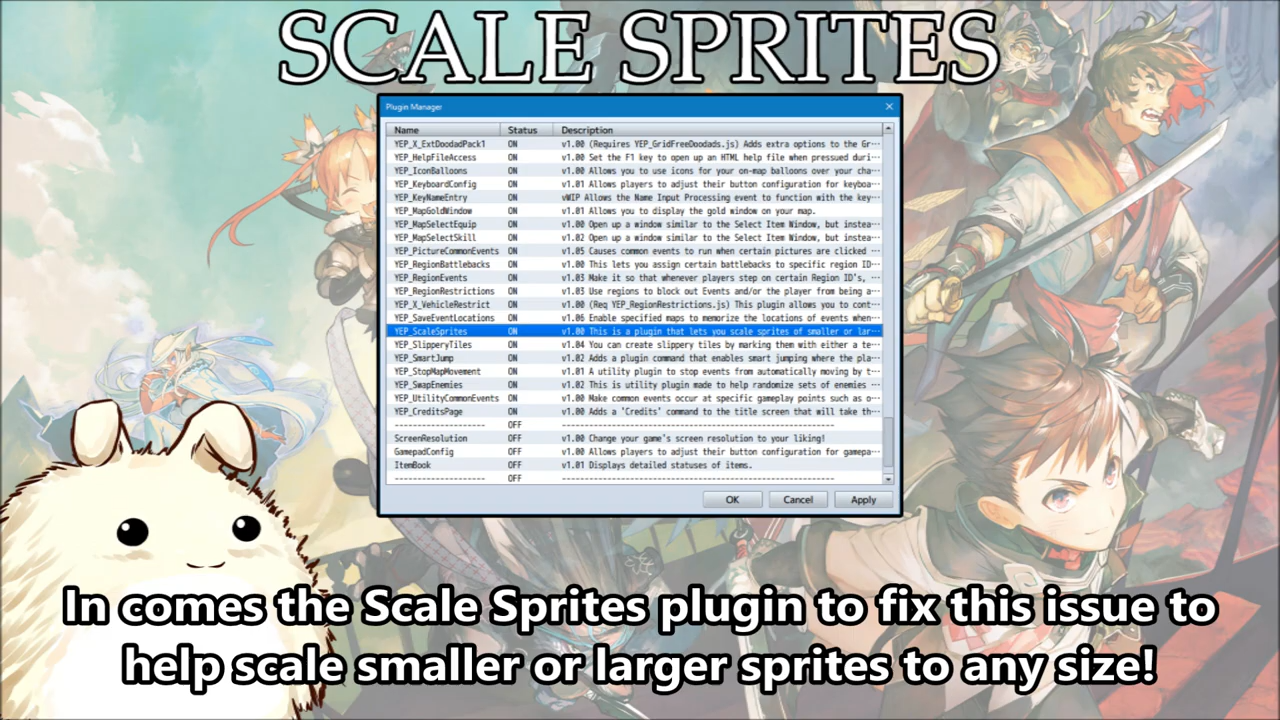 SCALE SPRITES
Plugin Manager
Name Status Description
YEP_X_ExtDoodadPack1 ON v1.00 (Requires YEP_GridFreeDoodads.js) Adds extra options to the Gr···
YEP_HelpFileAccess ON v1.00 Set the F1 key to open up an HTML help file when pressued duri···
YEP_IconBalloons ON v1.00 Allows you to use icons for your on-map balloons over your cha···
YEP_KeyboardConfig ON v1.01 Allows players to adjust their button configuration for keyboa···
YEP_KeyNameEntry ON vWIP Allows the Name Input Processing event to function with the key···
YEP_MapGoldWindow ON v1.01 Allows you to display the gold window on your map.
YEP_MapSelectEquip ON v1.00 Open up a window similar to the Select Item Window, but instea···
YEP_MapSelectSkill ON v1.02 Open up a window similar to the Select Item Window, but instea···
YEP_PictureCommonEvents ON v1.05 Causes common events to run when certain pictures are clicked ···
YEP_RegionBattlebacks ON v1.00 This lets you assign certain battlebacks to specific region ID···
YEP_RegionEvents ON v1.03 Make it so that whenever players step on certain Region ID's, ···
YEP_RegionRestrictions ON v1.03 Use regions to block out Events and/or the player from being a···
YEP_X_VehicleRestrict ON v1.00 (Req YEP_RegionRestrictions.js) This plugin allows you to cont···
YEP_SaveEventLocations ON v1.06 Enable specified maps to memorize the locations of events when···
YEP_ScaleSprites ON v1.00 This is a plugin that lets you scale sprites of smaller or lar···
YEP_SlipperyTiles ON v1.04 You can create slippery tiles by marking them with either a te···
YEP_SmartJump ON v1.02 Adds a plugin command that enables smart jumping where the pla···
YEP_StopMapMovement ON v1.01 A utility plugin to stop events from automatically moving by t···
YEP_SwapEnemies ON v1.02 This is utility plugin made to help randomize sets of enemies ···
YEP_UtilityCommonEvents ON v1.00 Make common events occur at specific gameplay points such as o···
YEP_CreditsPage ON v1.00 Adds a 'Credits' command to the title screen that will take th···
-------------------- OFF ------------------------------------------------------------
ScreenResolution OFF v1.00 Change your game's screen resolution to your liking!
GamepadConfig OFF v1.00 Allows players to adjust their button configuration for gamepa···
ItemBook OFF v1.01 Displays detailed statuses of items.
-------------------- OFF ------------------------------------------------------------
OK Cancel Apply
In comes the Scale Sprites plugin to fix this issue to
help scale smaller or larger sprites to any size!